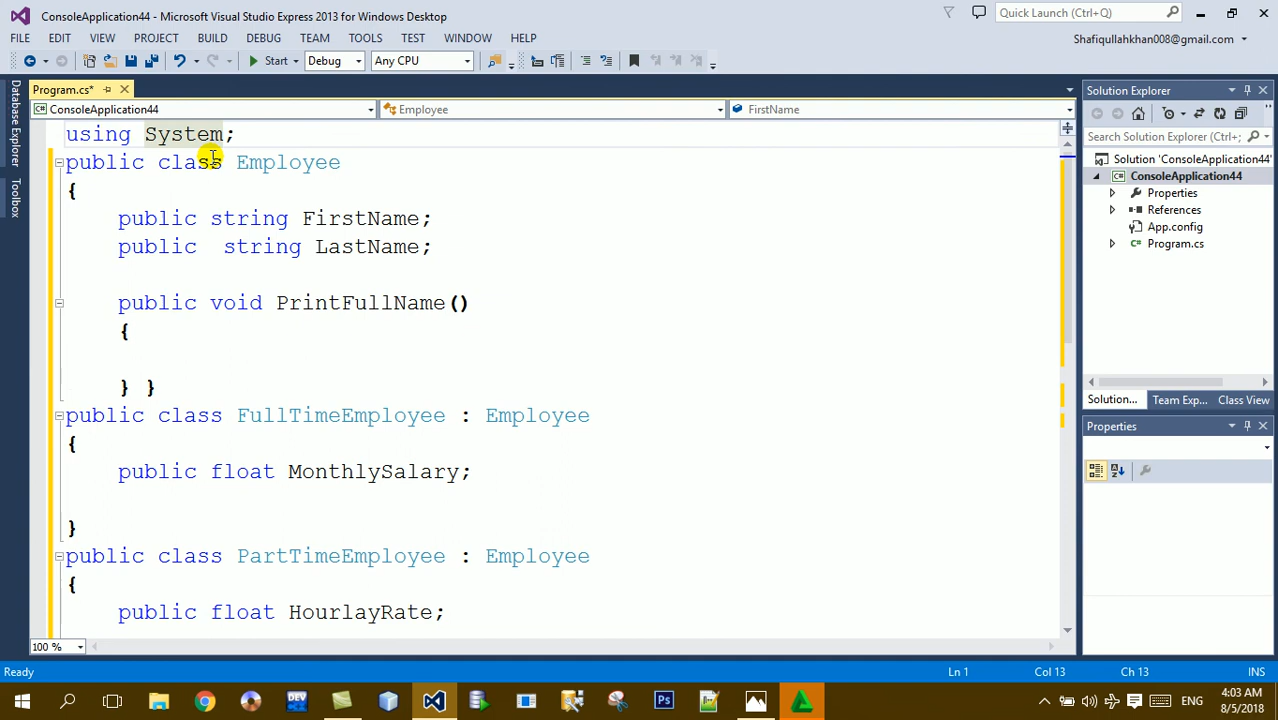 ConsoleApplication44 - Microsoft Visual Studio Express 2013 for Windows Desktop
Quick Launch (Ctrl+Q)
FILE EDIT VIEW PROJECT BUILD DEBUG TEAM TOOLS TEST WINDOW HELP
Shafiqullahkhan008@gmail.com
Start Debug Any CPU
Database Explorer
Toolbox
Program.cs*
ConsoleApplication44 Employee FirstName
using System;
public class Employee
{
public string FirstName;
public  string LastName;
public void PrintFullName()
{
} }
public class FullTimeEmployee : Employee
{
public float MonthlySalary;
}
public class PartTimeEmployee : Employee
{
public float HourlayRate;
100 %
Solution Explorer
Search Solution Explorer (Ctrl+;
Solution 'ConsoleApplication44'
ConsoleApplication44
Properties
References
App.config
Program.cs
Solution... Team Exp... Class View
Properties
Ready Ln 1 Col 13 Ch 13 INS
DEV
Ps
ENG
4:03 AM
8/5/2018